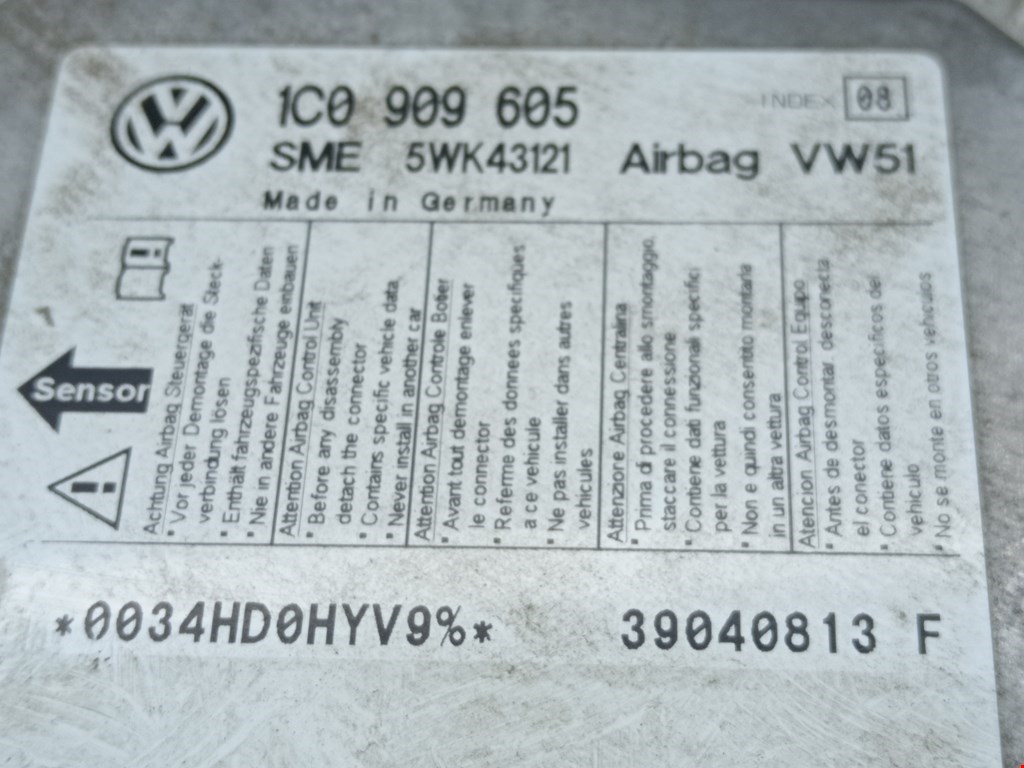 1C0 909 605
INDEX 08
SME 5WK43121 Airbag VW51
Made in Germany
Sensor
Achtung Airbag Steuergerät
* Vor jeder Demontage die Steck-
verbindung lösen
* Enthält fahrzeugspezifische Daten
* Nie in andere Fahrzeuge einbauen
Attention Airbag Control Unit
* Before any disassembly
detach the connector
* Contains specific vehicle data
* Never install in another car
Attention Airbag Controle Boitier
* Avant tout demontage enlever
le connector
* Referme des donnees specifiques
a ce vehicule
* Ne pas installer dans autres
vehicules
Attenzione Airbag Centralina
* Prima di procedere allo smontaggio,
staccare il connessione
* Contiene dati funzionali specifici
per la vettura
* Non e quindi consentito montarla
in un altra vettura
Atencion Airbag Control Equipo
* Antes de desmontar desconecta
el conector
* Contiene datos especificos del
vehiculo
* No se monte en otros vehiculos
*0034HD0HYV9%* 39040813 F